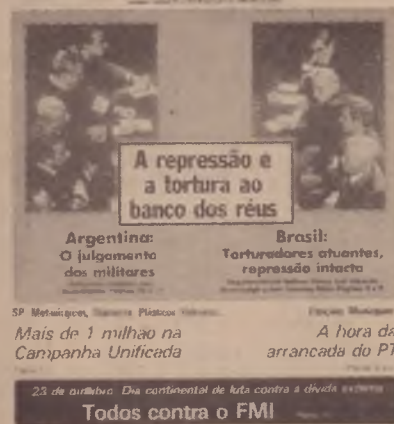 A repressão e
a tortura ao
banco dos réus
Argentina:
O julgamento
dos militares
Brasil:
Torturadores atuantes,
repressão intacta
SP Metalúrgicos, Plásticos
Mais de 1 milhao na
Campanha Unificada
A hora da
arrancada do PT
23 de outubro Dia continental de luta contra a dívida externa
Todos contra o FMI